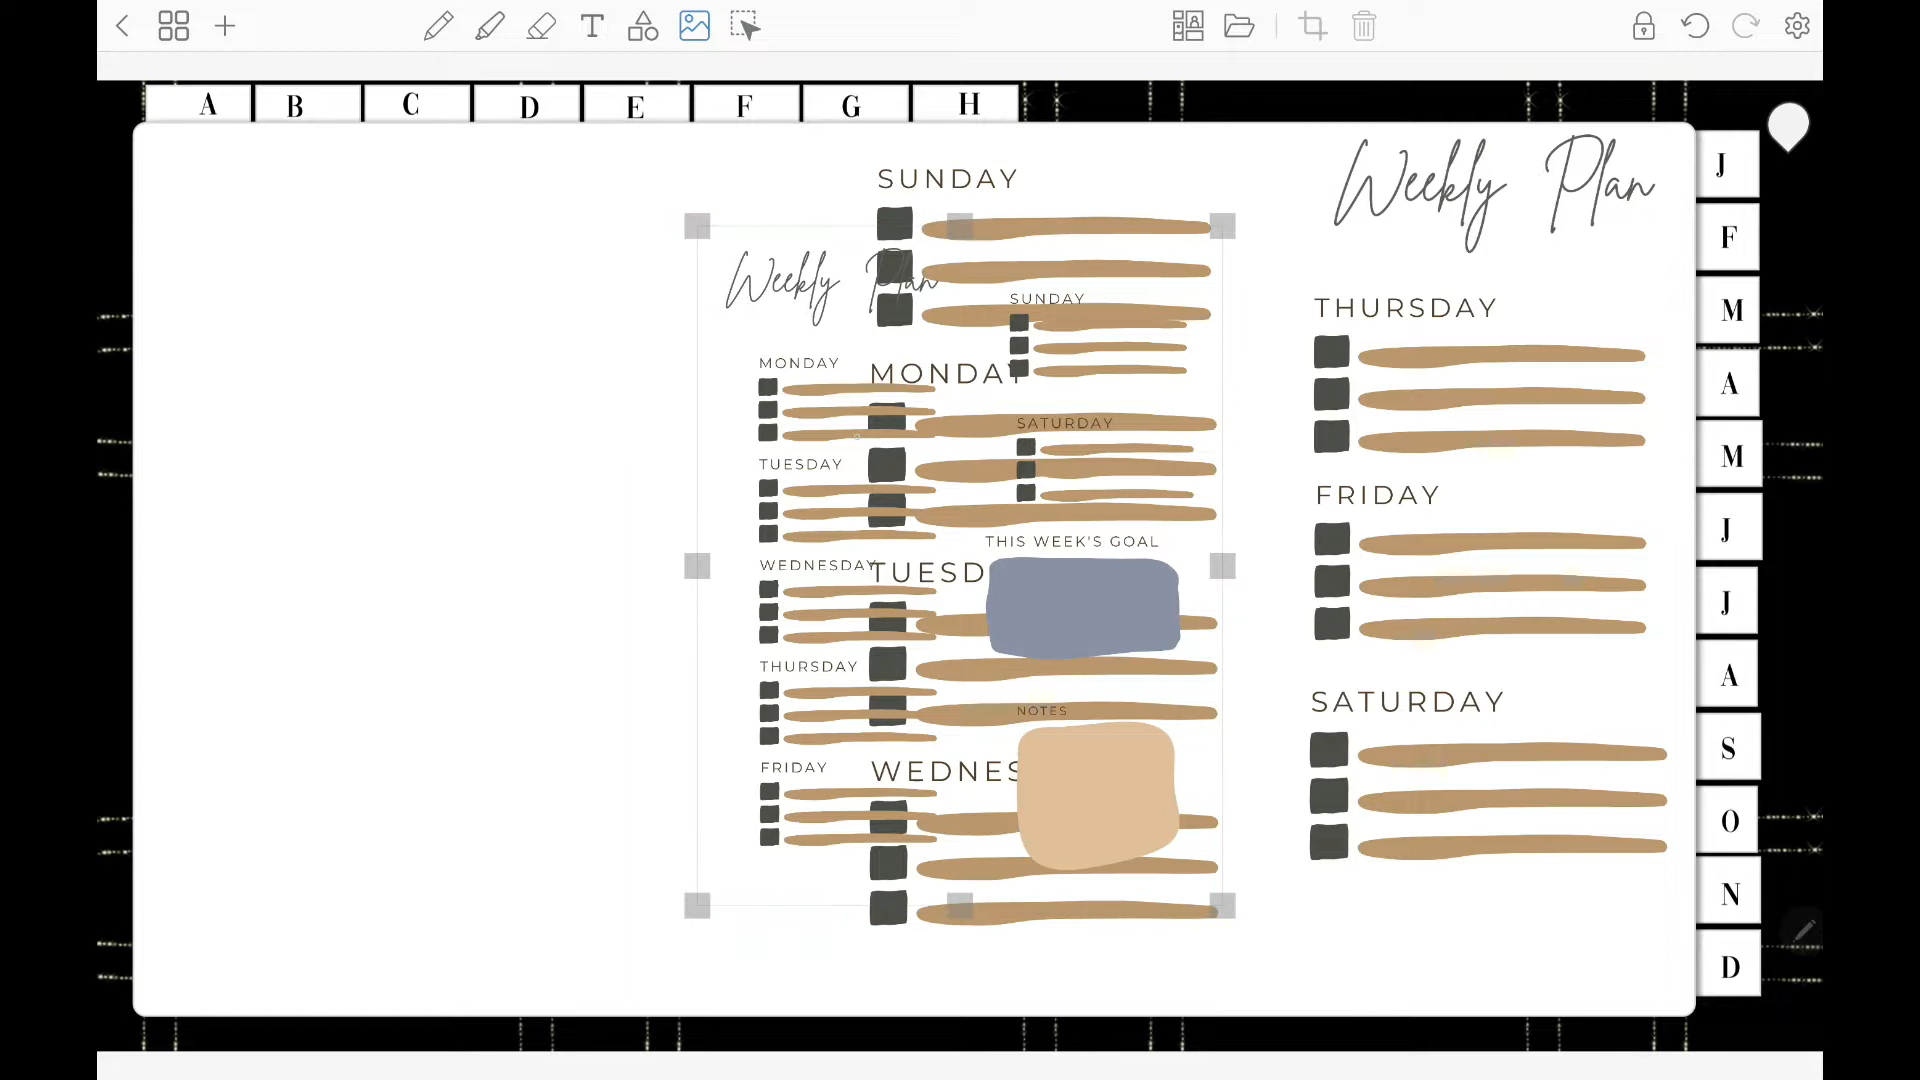 A B C D E F G H
Weekly Plan
SUNDAY
MONDAY
TUESD
WEDNES
THURSDAY
FRIDAY
SATURDAY
Weekly Plan
MONDAY
TUESDAY
WEDNESDAY
THURSDAY
FRIDAY
SUNDAY
SATURDAY
THIS WEEK'S GOAL
NOTES
J
F
M
A
M
J
J
A
S
O
N
D